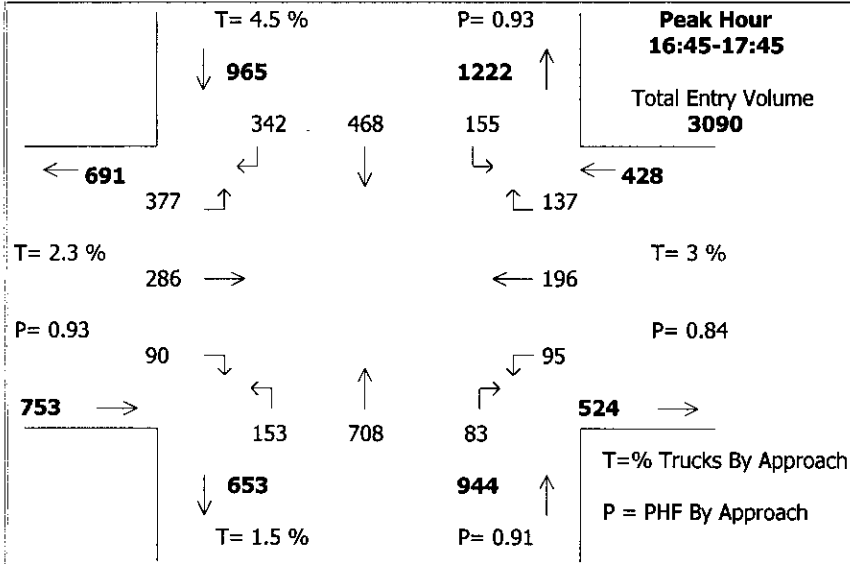 T= 4.5 % P= 0.93 Peak Hour
16:45-17:45
965 1222
Total Entry Volume
342 468 155 3090
691 428
377 137
T= 2.3 % T= 3 %
286 196
P= 0.93 P= 0.84
90 95
753 524
153 708 83
T=% Trucks By Approach
653 944
P = PHF By Approach
T= 1.5 % P= 0.91